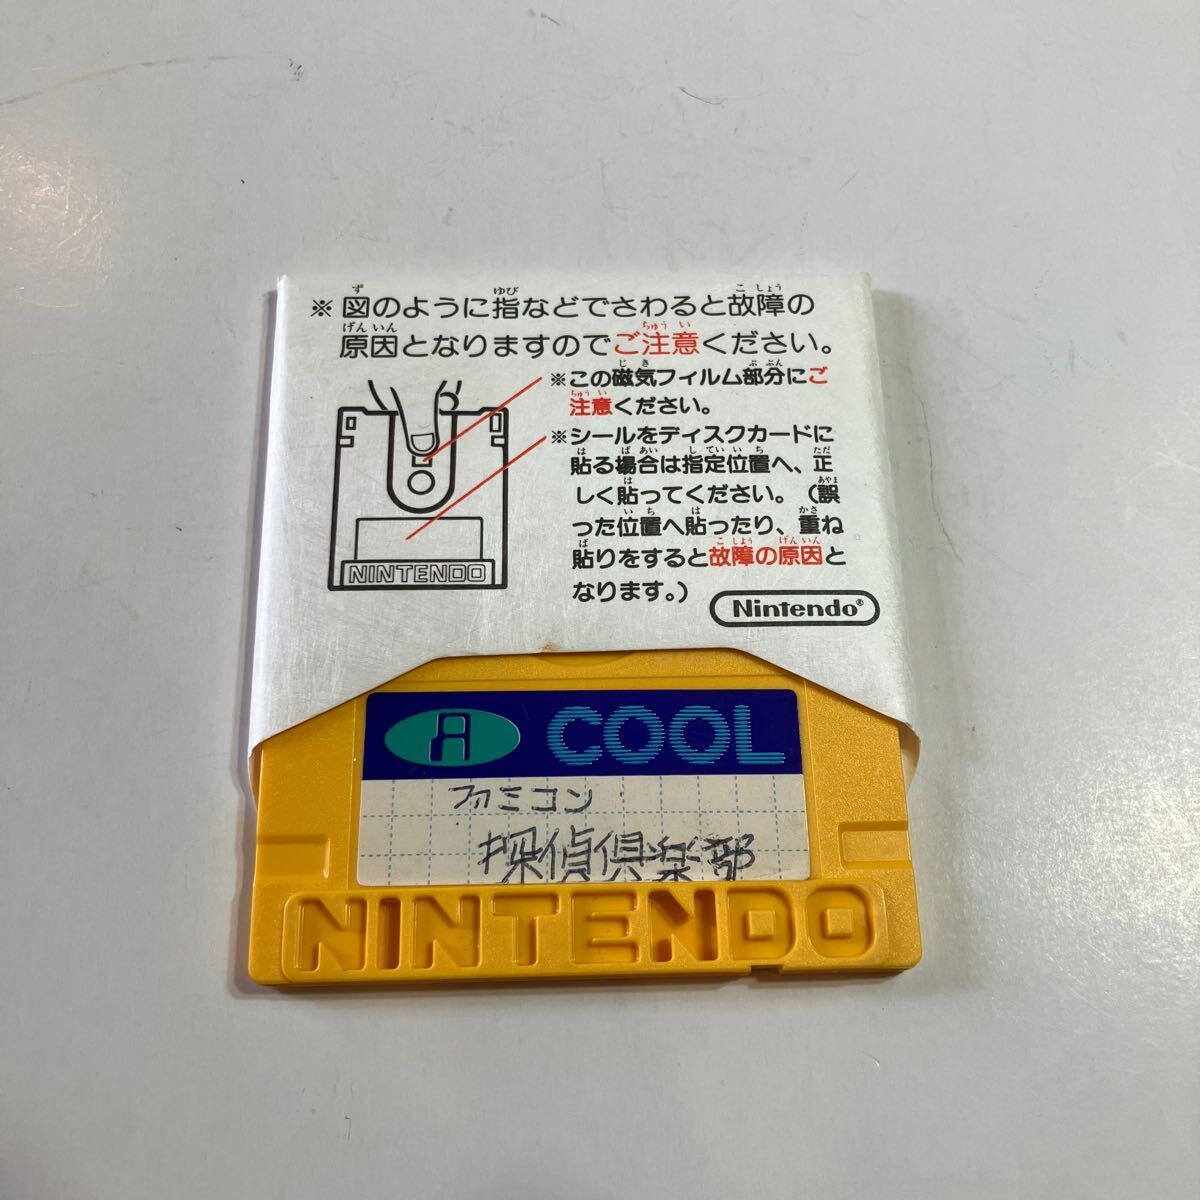 ※図のように指などでさわると故障の
原因となりますのでご注意ください。
※この磁気フィルム部分にご
注意ください。
※シールをディスクカードに
貼る場合は指定位置へ、正
しく貼ってください。(誤
った位置へ貼ったり、重ね
貼りをすると故障の原因と
なります。)
NINTENDO
Nintendo®
A COOL
ファミコン
探偵倶楽部
NINTENDO